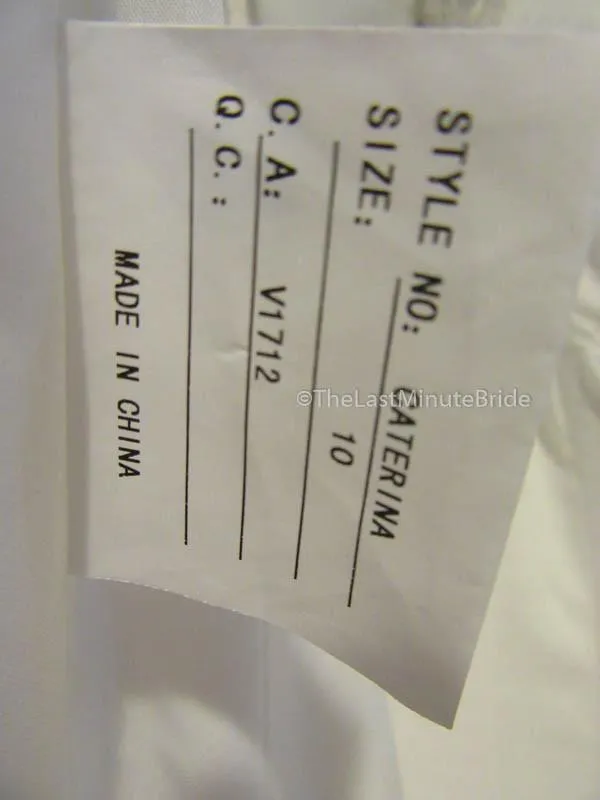 STYLE NO: CATERINA
SIZE: 10
C.A: V1712
Q.C.:
MADE IN CHINA
©TheLastMinuteBride